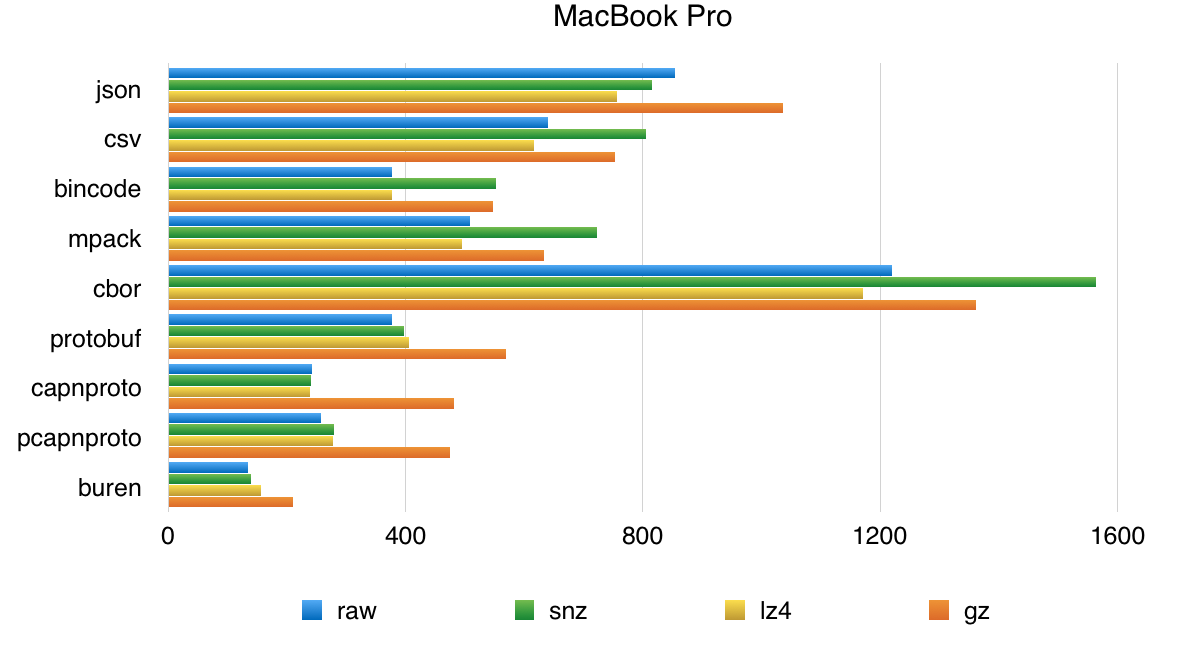 MacBook Pro
json
csv
bincode
mpack
cbor
protobuf
capnproto
pcapnproto
buren
0 400 800 1200 1600
raw snz lz4 gz